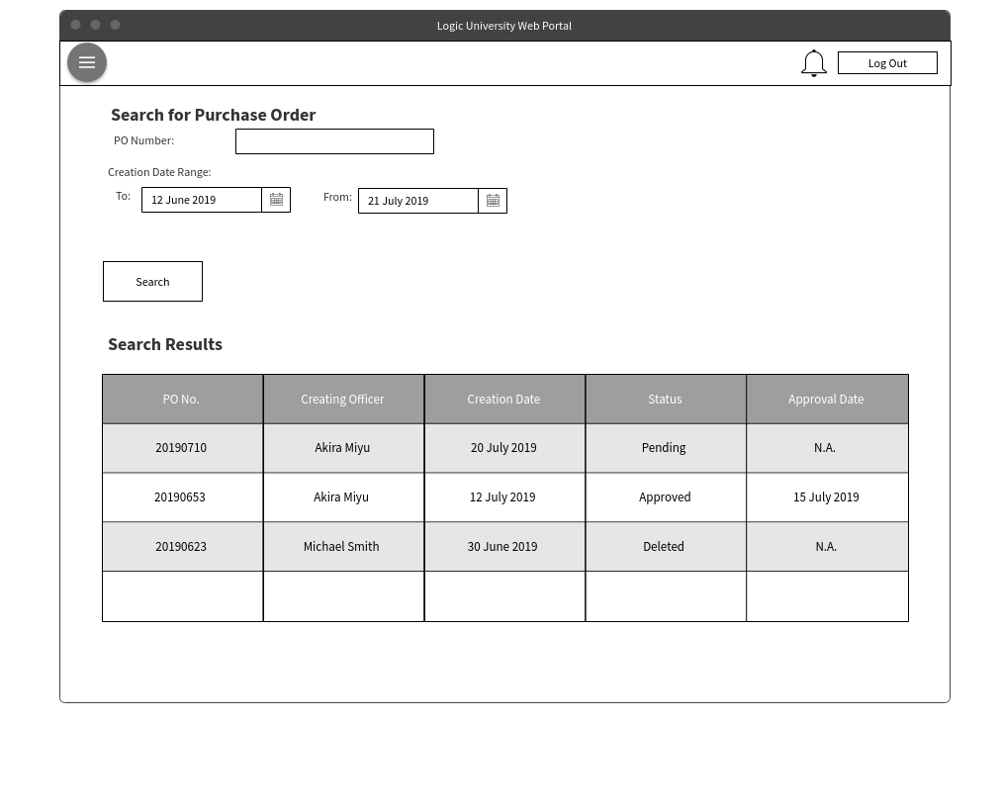 Logic University Web Portal
Log Out
Search for Purchase Order
PO Number:
Creation Date Range:
To: 12 June 2019 From: 21 July 2019
Search
Search Results
PO No. Creating Officer Creation Date Status Approval Date
20190710 Akira Miyu 20 July 2019 Pending N.A.
20190653 Akira Miyu 12 July 2019 Approved 15 July 2019
20190623 Michael Smith 30 June 2019 Deleted N.A.